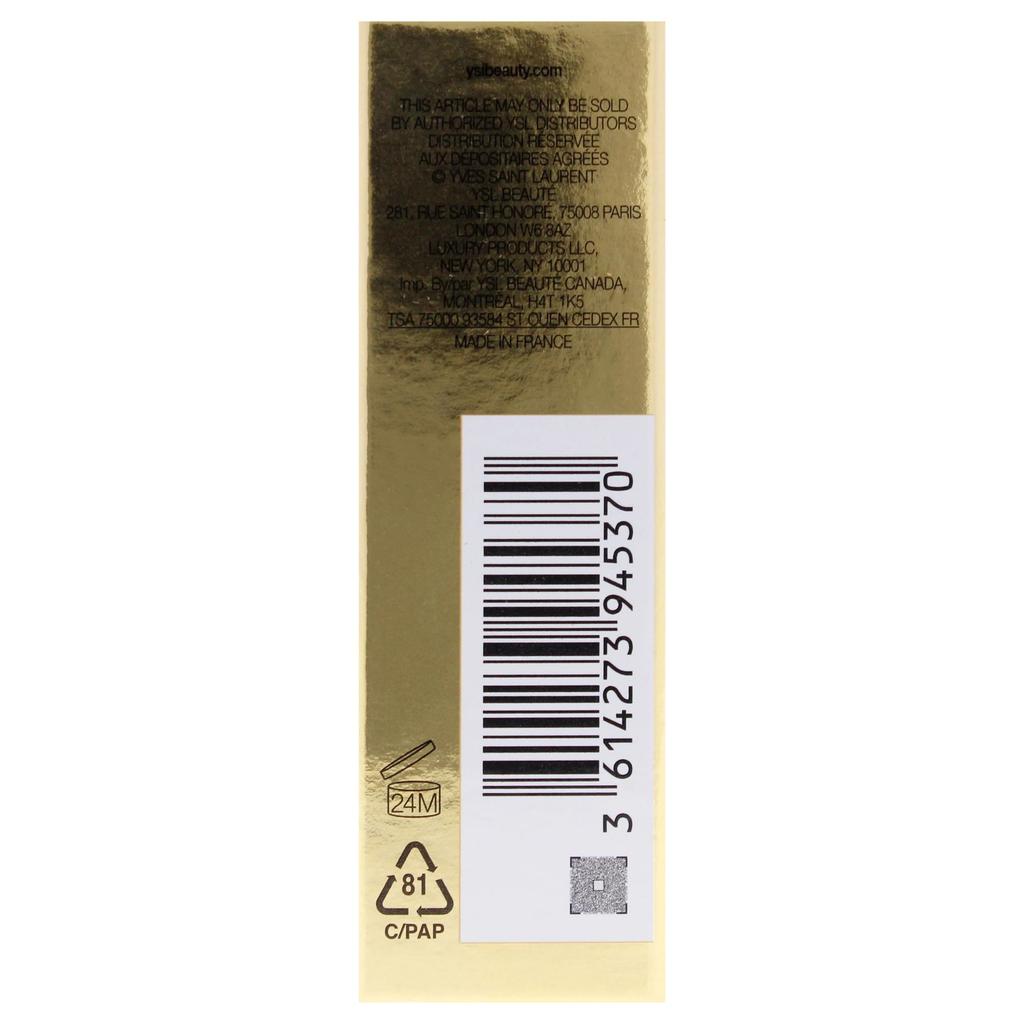 yslbeauty.com
THIS ARTICLE MAY ONLY BE SOLD
BY AUTHORIZED YSL DISTRIBUTORS
DISTRIBUTION RÉSERVÉE
AUX DÉPOSITAIRES AGRÉÉS
© YVES SAINT LAURENT
YSL BEAUTÉ
281, RUE SAINT HONORÉ, 75008 PARIS
LONDON W6 8AZ
LUXURY PRODUCTS LLC,
NEW YORK, NY 10001
Imp. By/par YSL BEAUTÉ CANADA,
MONTRÉAL, H4T 1K5
TSA 75000 93584 ST OUEN CEDEX FR
MADE IN FRANCE
3 614273 945370
24M
81
C/PAP